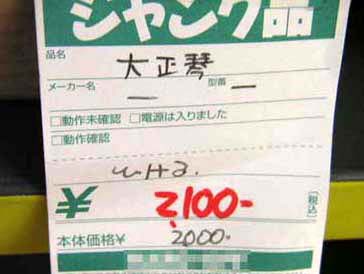 ジャンク品
品名 大正琴
メーカー名 — 型番 —
□動作未確認 □電源は入りました
□動作確認
¥ 2,100- (税込)
本体価格¥ 2000-